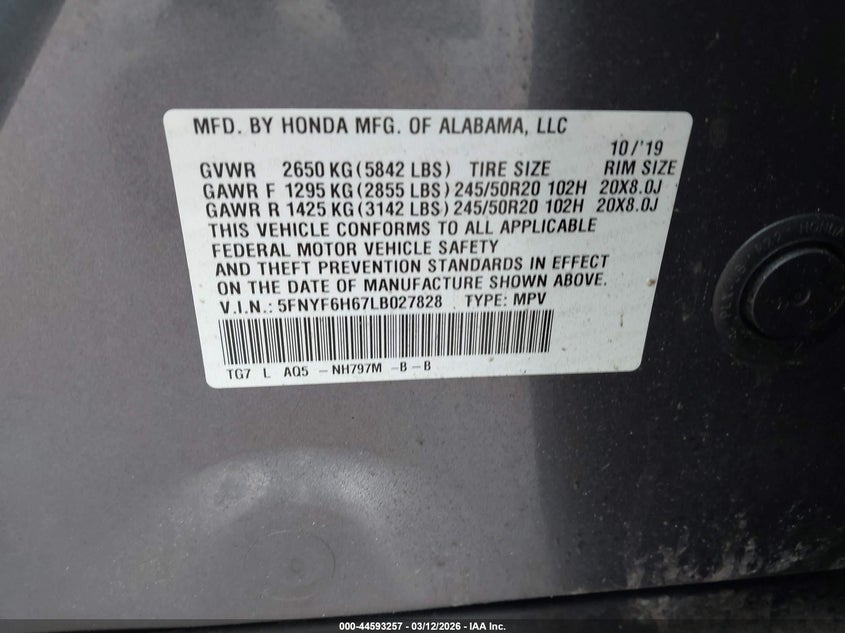 MFD. BY HONDA MFG. OF ALABAMA, LLC
10/'19
GVWR 2650 KG (5842 LBS) TIRE SIZE RIM SIZE
GAWR F 1295 KG (2855 LBS) 245/50R20 102H 20X8.0J
GAWR R 1425 KG (3142 LBS) 245/50R20 102H 20X8.0J
THIS VEHICLE CONFORMS TO ALL APPLICABLE
FEDERAL MOTOR VEHICLE SAFETY
AND THEFT PREVENTION STANDARDS IN EFFECT
ON THE DATE OF MANUFACTURE SHOWN ABOVE.
V.I.N.: 5FNYF6H67LB027828 TYPE: MPV
TG7 L AQ5 - NH797M - B - B
HONDA
000-44593257 - 03/12/2026 - IAA Inc.